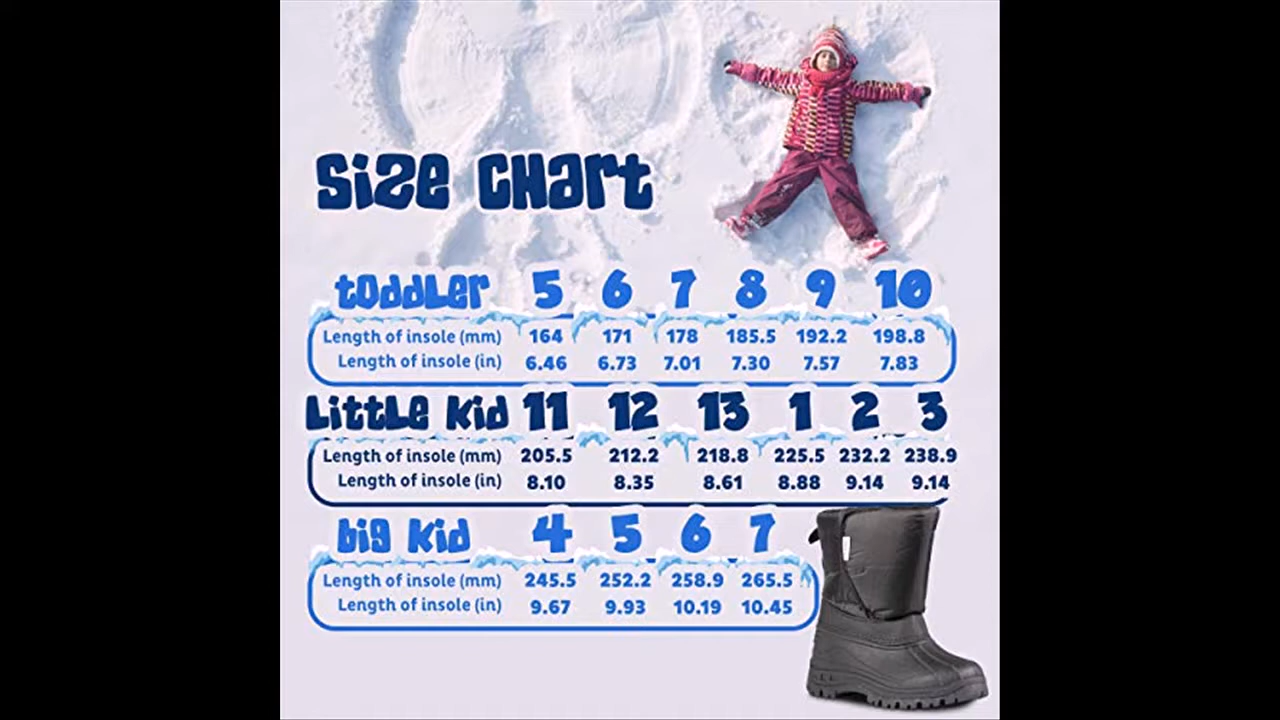 Size Chart
toddler 5 6 7 8 9 10
Length of insole (mm) 164 171 178 185.5 192.2 198.8
Length of insole (in) 6.46 6.73 7.01 7.30 7.57 7.83
Little Kid 11 12 13 1 2 3
Length of insole (mm) 205.5 212.2 218.8 225.5 232.2 238.9
Length of insole (in) 8.10 8.35 8.61 8.88 9.14 9.14
big Kid 4 5 6 7
Length of insole (mm) 245.5 252.2 258.9 265.5
Length of insole (in) 9.67 9.93 10.19 10.45